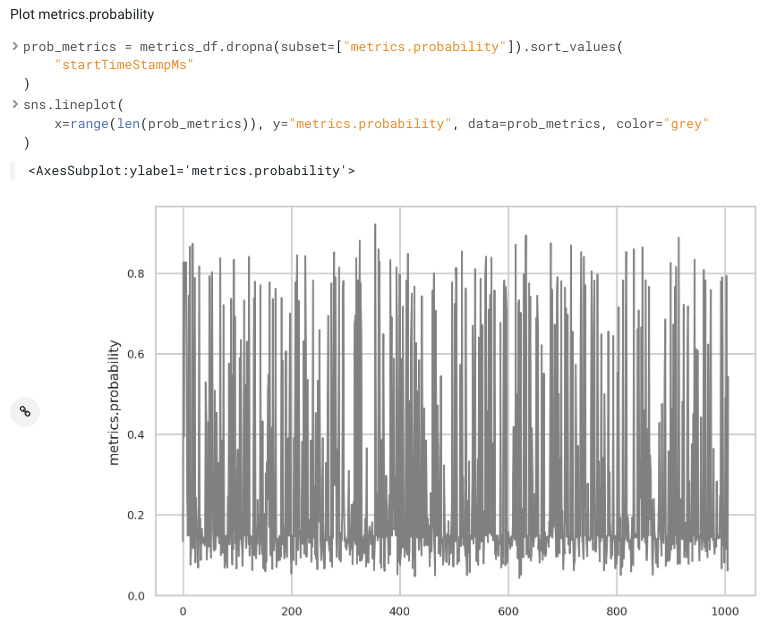 Plot metrics.probability
prob_metrics = metrics_df.dropna(subset=["metrics.probability"]).sort_values(
"startTimeStampMs"
)
sns.lineplot(
x=range(len(prob_metrics)), y="metrics.probability", data=prob_metrics, color="grey"
)
<AxesSubplot:ylabel='metrics.probability'>
0.8
0.6
metrics.probability
0.4
0.2
0.0
0 200 400 600 800 1000